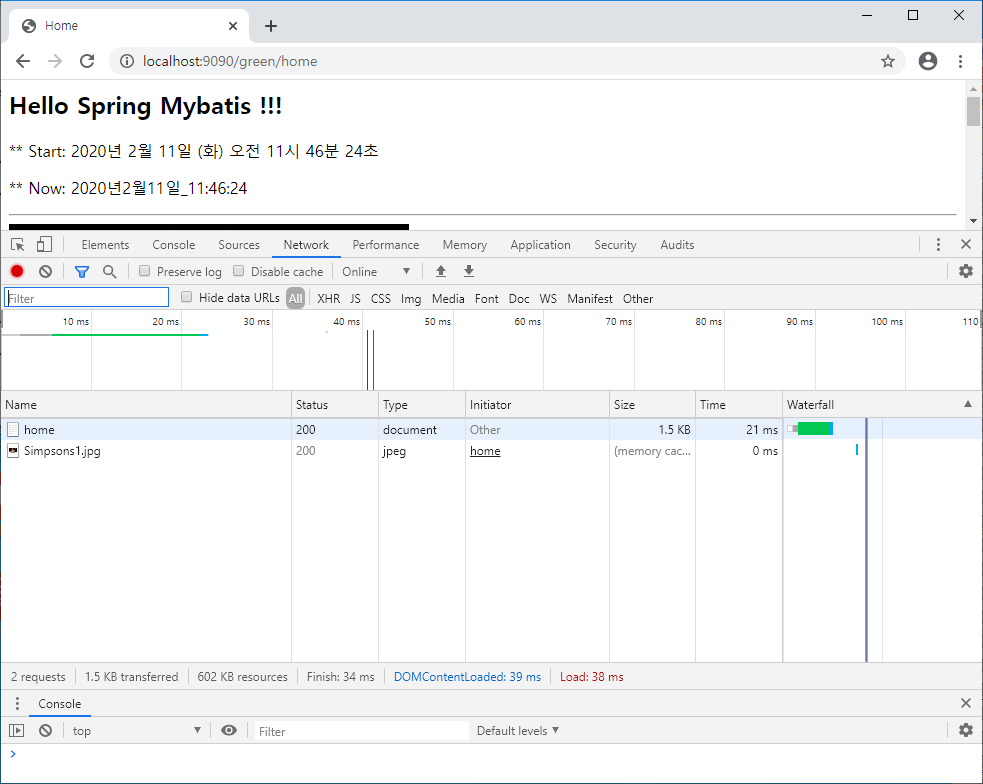 Home
localhost:9090/green/home
Hello Spring Mybatis !!!
** Start: 2020년 2월 11일 (화) 오전 11시 46분 24초
** Now: 2020년2월11일_11:46:24
Elements Console Sources Network Performance Memory Application Security Audits
Preserve log Disable cache Online
Filter Hide data URLs All XHR JS CSS Img Media Font Doc WS Manifest Other
10 ms 20 ms 30 ms 40 ms 50 ms 60 ms 70 ms 80 ms 90 ms 100 ms 110
Name Status Type Initiator Size Time Waterfall
home 200 document Other 1.5 KB 21 ms
Simpsons1.jpg 200 jpeg home (memory cac... 0 ms
2 requests 1.5 KB transferred 602 KB resources Finish: 34 ms DOMContentLoaded: 39 ms Load: 38 ms
Console
top Filter Default levels